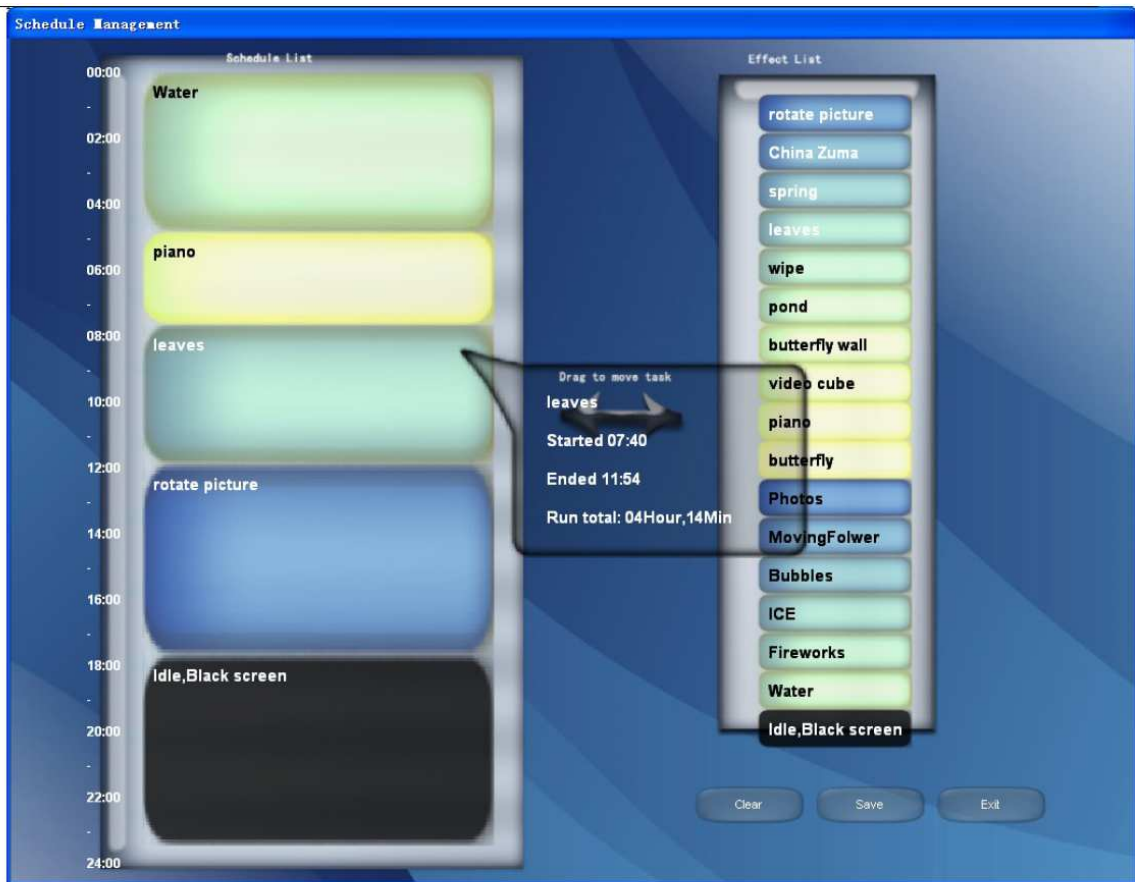 Schedule Management
Schedule List
00:00
-
02:00
-
04:00
-
06:00
-
08:00
-
10:00
-
12:00
-
14:00
-
16:00
-
18:00
-
20:00
-
22:00
-
24:00
Water
piano
leaves
rotate picture
Idle,Black screen
Drag to move task
leaves
Started 07:40
Ended 11:54
Run total: 04Hour,14Min
Effect List
rotate picture
China Zuma
spring
leaves
wipe
pond
butterfly wall
video cube
piano
butterfly
Photos
MovingFolwer
Bubbles
ICE
Fireworks
Water
Idle,Black screen
Clear
Save
Exit